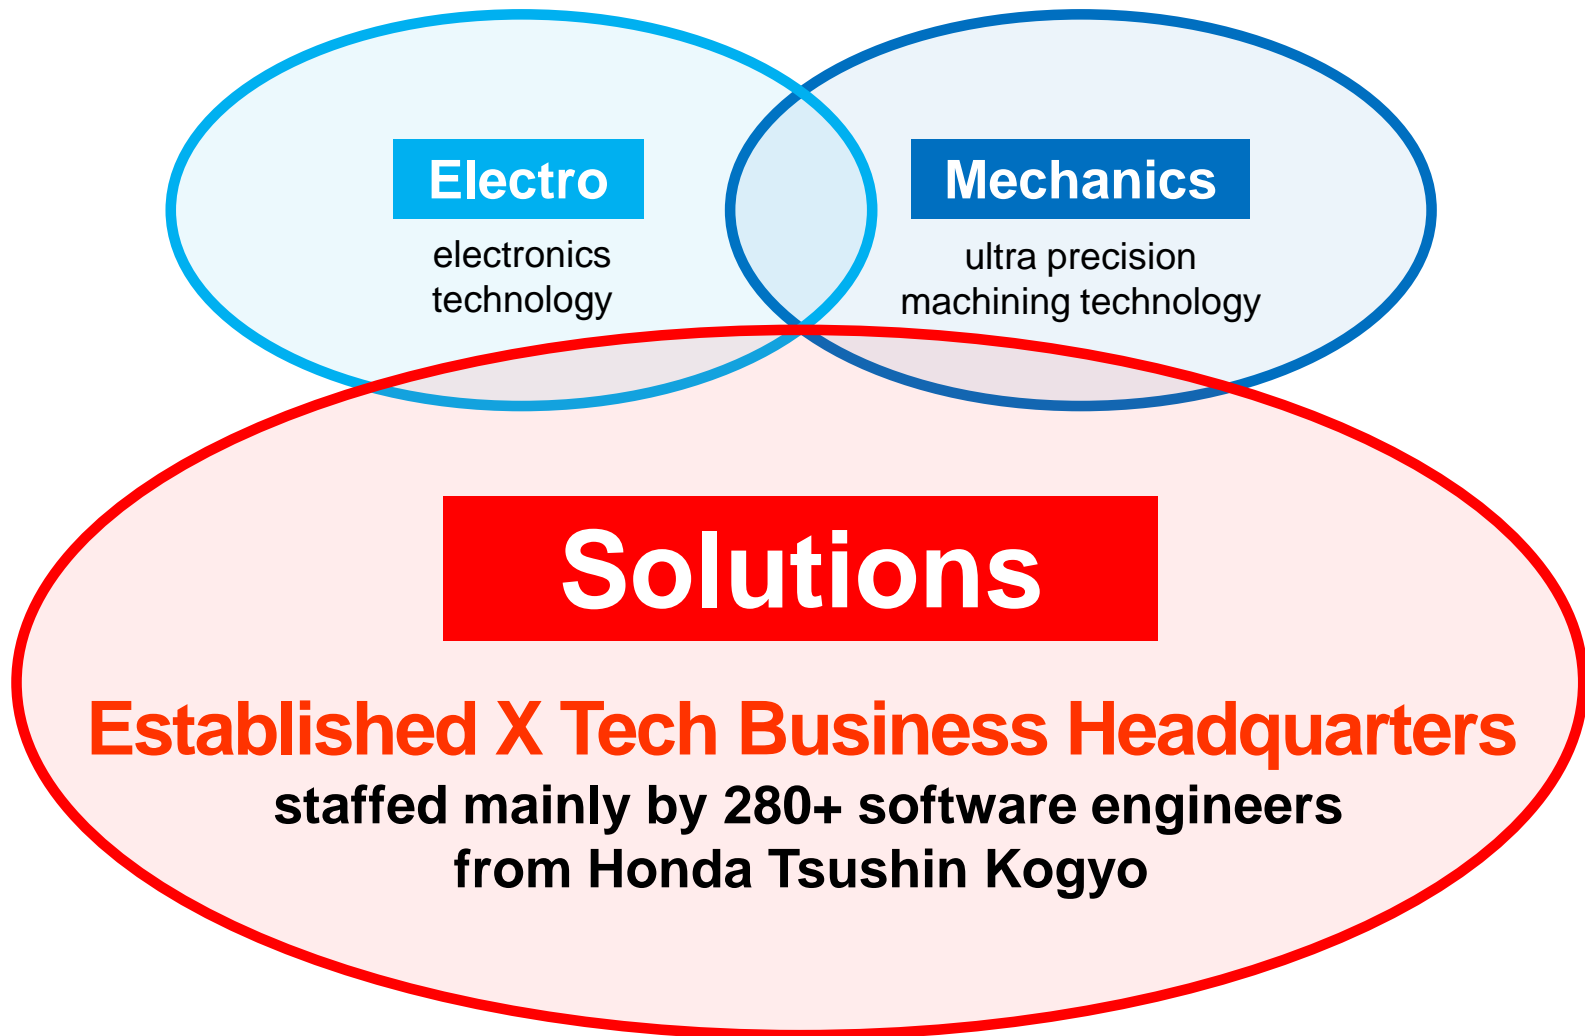 Electro
electronics
technology
Mechanics
ultra precision
machining technology
Solutions
Established X Tech Business Headquarters
staffed mainly by 280+ software engineers
from Honda Tsushin Kogyo